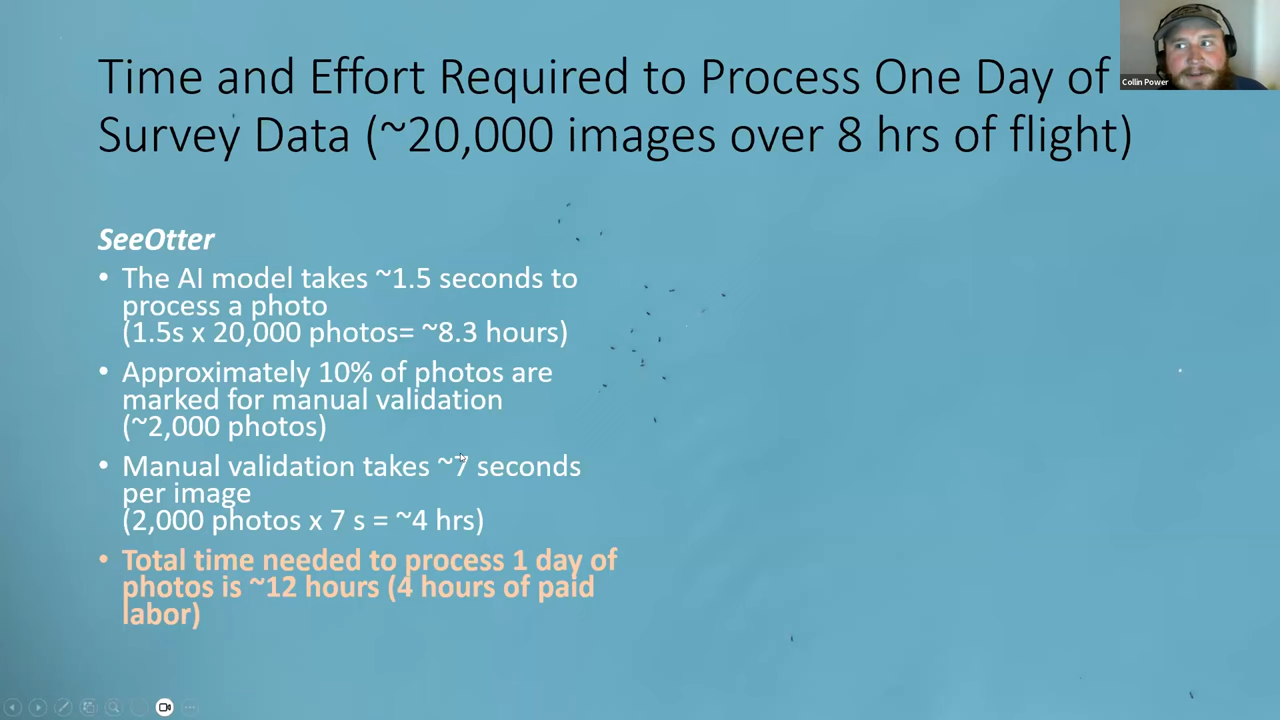 Time and Effort Required to Process One Day of
Survey Data (~20,000 images over 8 hrs of flight)
Collin Power
SeeOtter
• The AI model takes ~1.5 seconds to
process a photo
(1.5s x 20,000 photos= ~8.3 hours)
• Approximately 10% of photos are
marked for manual validation
(~2,000 photos)
• Manual validation takes ~7 seconds
per image
(2,000 photos x 7 s = ~4 hrs)
• Total time needed to process 1 day of
photos is ~12 hours (4 hours of paid
labor)